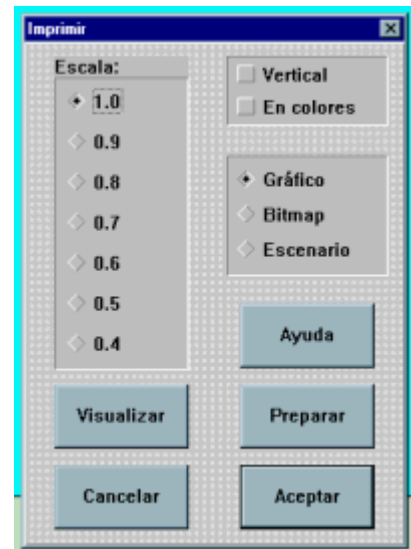 Imprimir
Escala:
1.0
0.9
0.8
0.7
0.6
0.5
0.4
Vertical
En colores
Gráfico
Bitmap
Escenario
Ayuda
Visualizar
Preparar
Cancelar
Aceptar